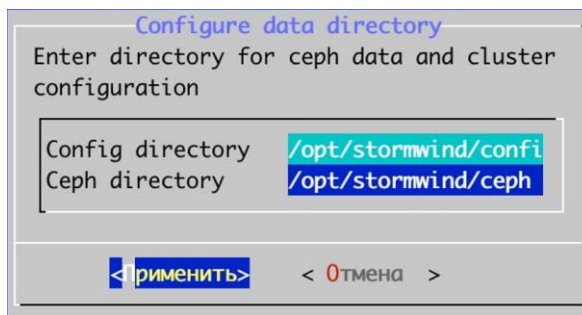 Configure data directory
Enter directory for ceph data and cluster
configuration
Config directory /opt/stormwind/confi
Ceph directory /opt/stormwind/ceph
<Применить> < Отмена >